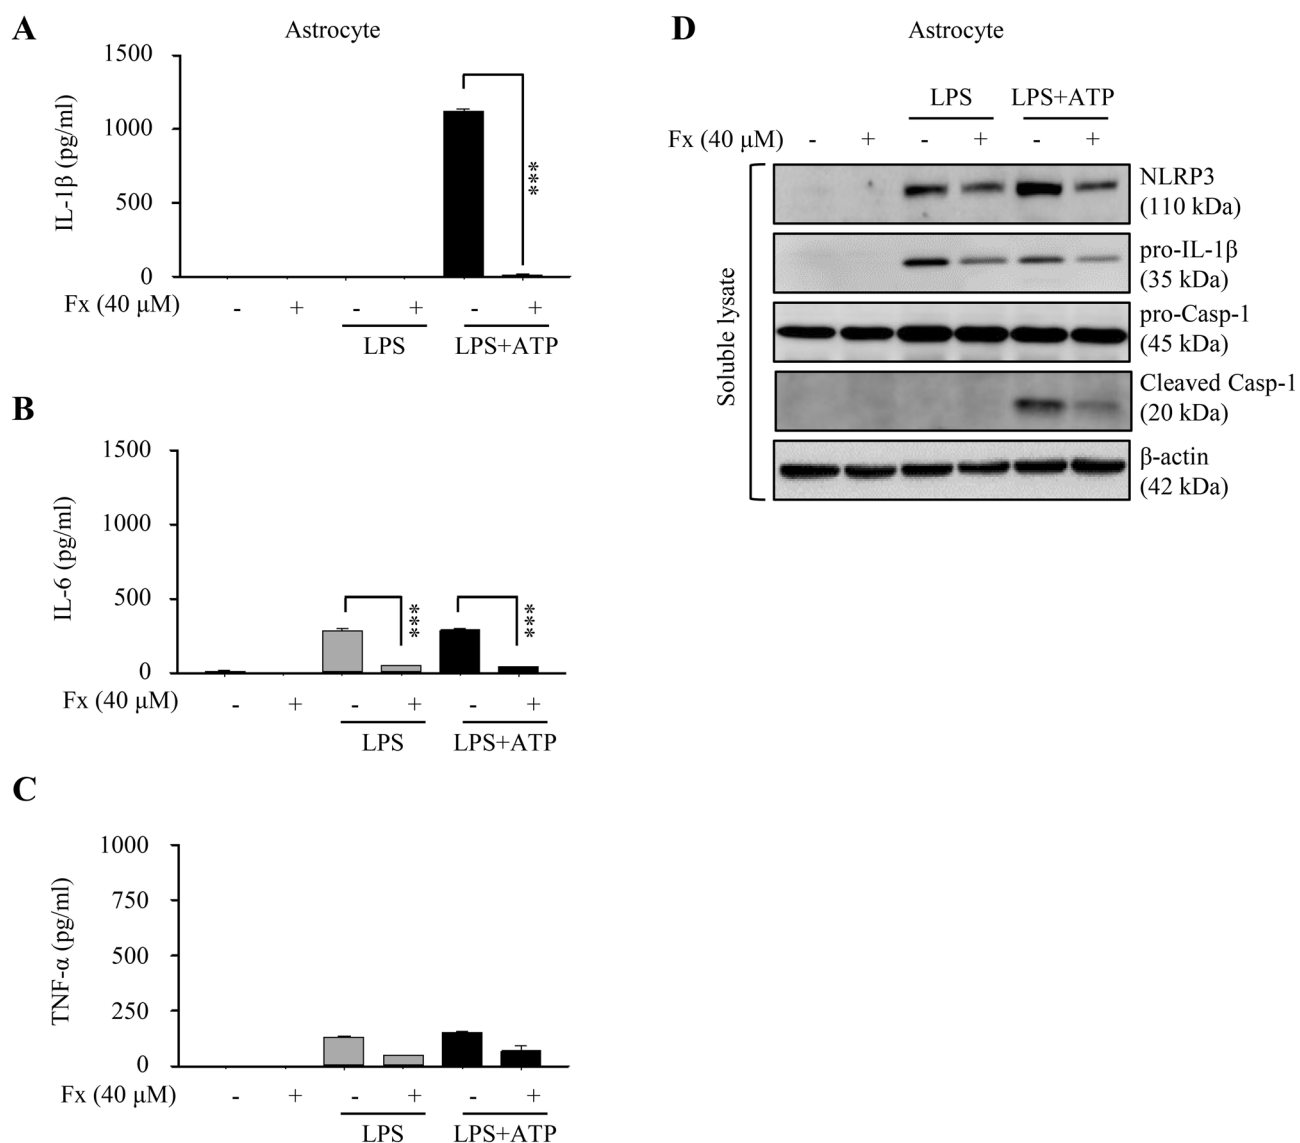 A
Astrocyte
1500
1000
500
0
IL-1β (pg/ml)
***
Fx (40 μM) - + - + - +
LPS LPS+ATP
B
1500
1000
500
0
IL-6 (pg/ml)
*** ***
Fx (40 μM) - + - + - +
LPS LPS+ATP
C
1000
750
500
250
0
TNF-α (pg/ml)
Fx (40 μM) - + - + - +
LPS LPS+ATP
D
Astrocyte
LPS LPS+ATP
Fx (40 μM) - + - + - +
Soluble lysate
NLRP3
(110 kDa)
pro-IL-1β
(35 kDa)
pro-Casp-1
(45 kDa)
Cleaved Casp-1
(20 kDa)
β-actin
(42 kDa)